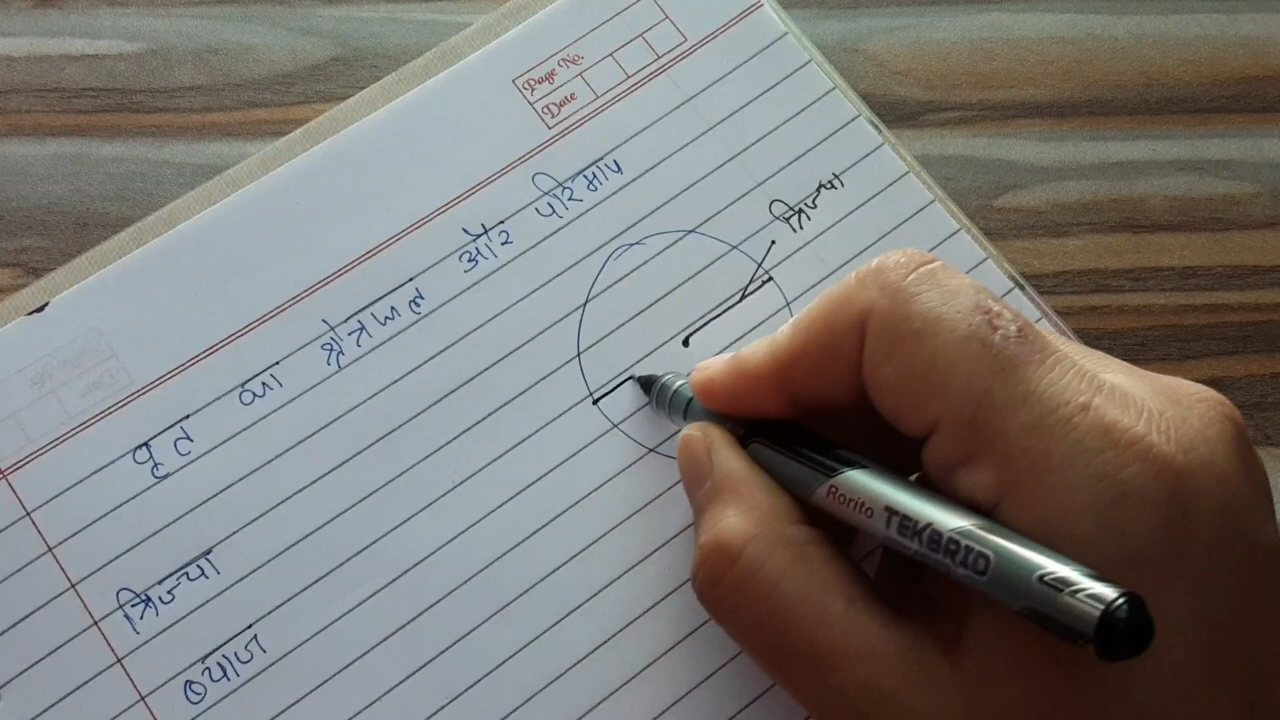 Page No.
Date
वृत का क्षेत्रफल और परिमाप
त्रिज्या
त्रिज्या
व्याज
Rorito TEKBRID